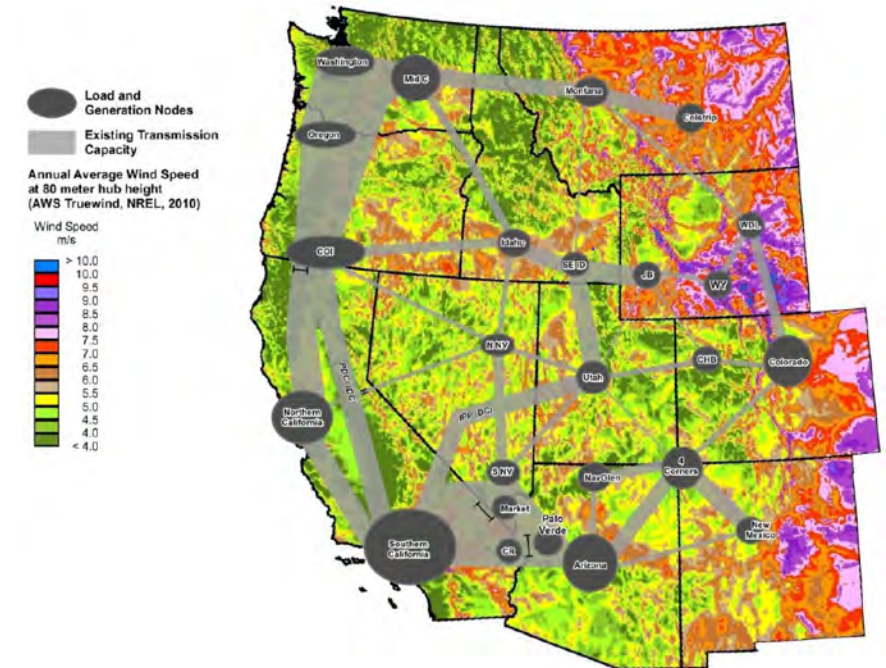 Load and
Generation Nodes
Existing Transmission
Capacity
Annual Average Wind Speed
at 80 meter hub height
(AWS Truewind, NREL, 2010)
Wind Speed
m/s
> 10.0
10.0
9.5
9.0
8.5
8.0
7.5
7.0
6.5
6.0
5.5
5.0
4.5
4.0
< 4.0
Washington
Mid C
Montana
Colstrip
Oregon
COI
Idaho
SE ID
JB
WDL
WY
N NV
Utah
CHB
Colorado
PDCI
IPP DCI
Northern
California
S NV
NavGlen
4
Corners
Market
Palo
Verde
New
Mexico
Southern
California
CR
Arizona